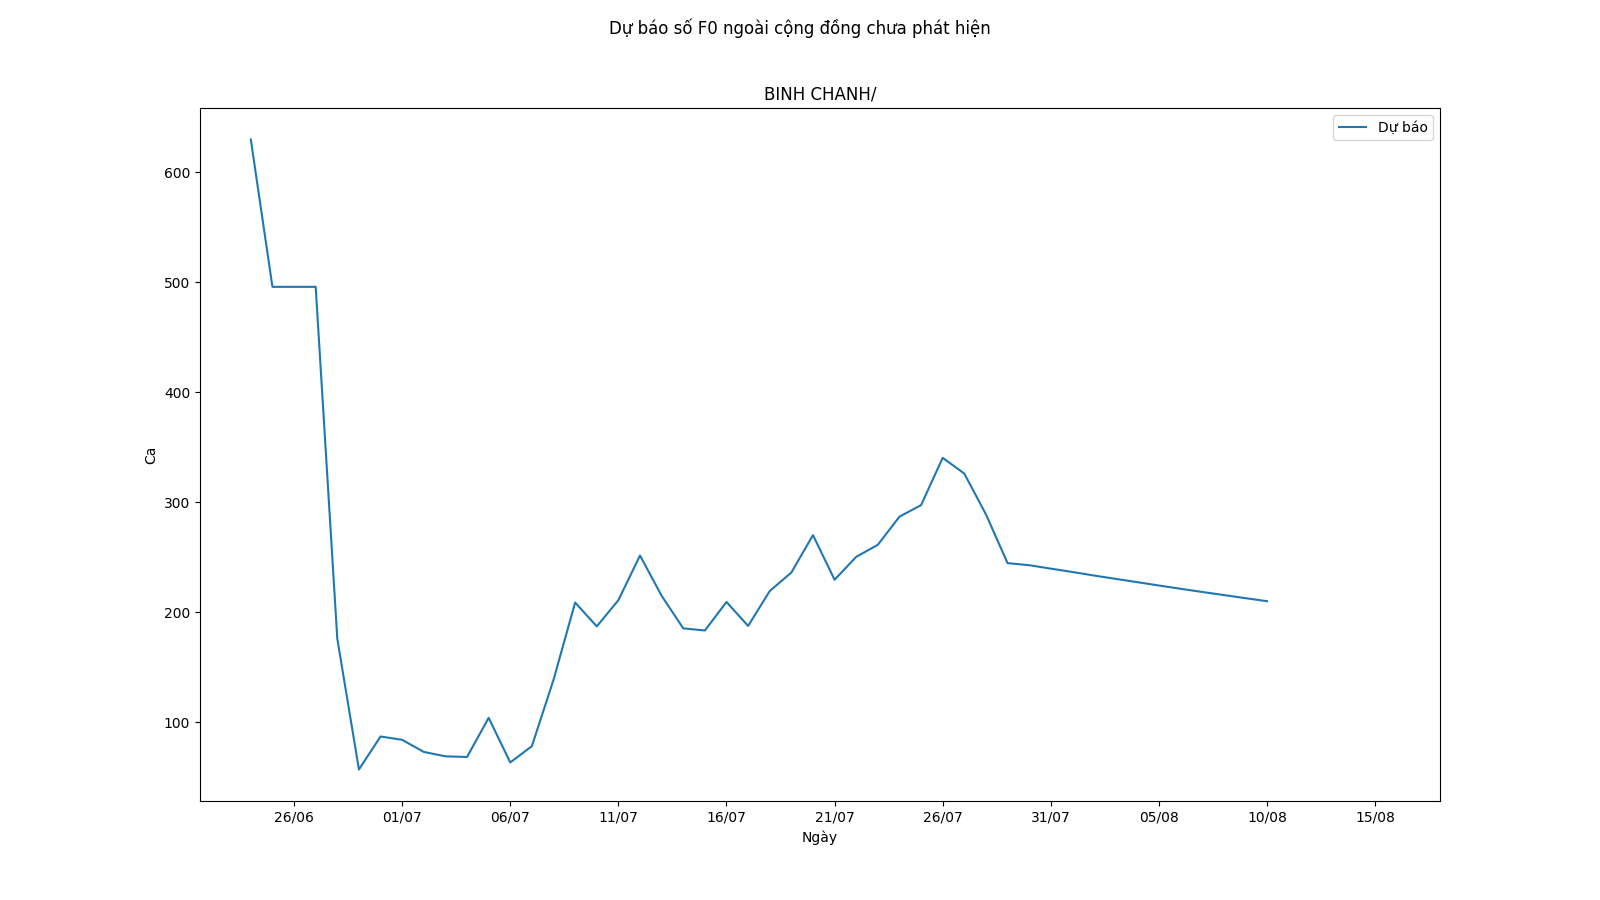 Dự báo số F0 ngoài cộng đồng chưa phát hiện
BINH CHANH/
Dự báo
600
500
400
300
200
100
Ca
26/06 01/07 06/07 11/07 16/07 21/07 26/07 31/07 05/08 10/08 15/08
Ngày